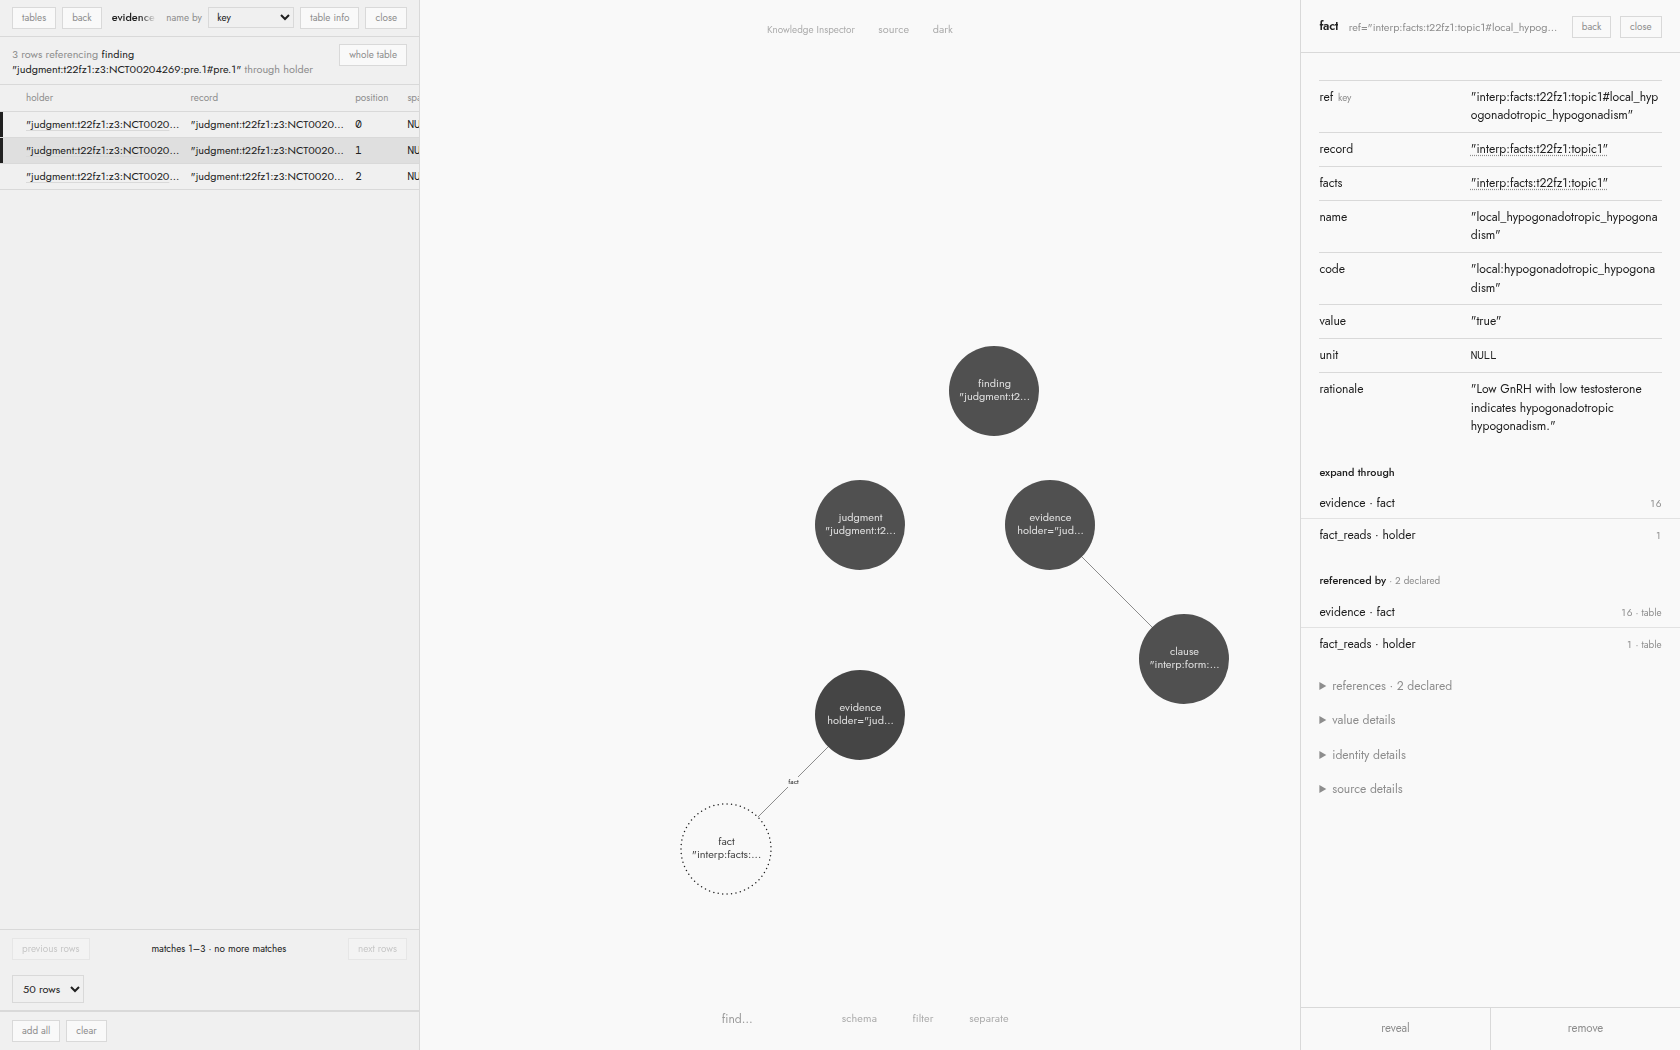 tables back evidence name by key table info close
3 rows referencing finding
"judgment:t22fz1:z3:NCT00204269:pre.1#pre.1" through holder
whole table
holder record position
"judgment:t22fz1:z3:NCT0020... "judgment:t22fz1:z3:NCT0020... 0 NU
"judgment:t22fz1:z3:NCT0020... "judgment:t22fz1:z3:NCT0020... 1 NU
"judgment:t22fz1:z3:NCT0020... "judgment:t22fz1:z3:NCT0020... 2 NU
previous rows matches 1–3 · no more matches next rows
50 rows
add all clear
Knowledge Inspector source dark
finding
"judgment:t2...
judgment
"judgment:t2...
evidence
holder="jud...
clause
"interp:form:...
evidence
holder="jud...
fact
fact
"interp:facts:...
find... schema filter separate
fact ref="interp:facts:t22fz1:topic1#local_hypog... back close
ref key "interp:facts:t22fz1:topic1#local_hyp
ogonadotropic_hypogonadism"
record "interp:facts:t22fz1:topic1"
facts "interp:facts:t22fz1:topic1"
name "local_hypogonadotropic_hypogona
dism"
code "local:hypogonadotropic_hypogona
dism"
value "true"
unit NULL
rationale "Low GnRH with low testosterone
indicates hypogonadotropic
hypogonadism."
expand through
evidence · fact 16
fact_reads · holder 1
referenced by · 2 declared
evidence · fact 16 · table
fact_reads · holder 1 · table
▶ references · 2 declared
▶ value details
▶ identity details
▶ source details
reveal remove